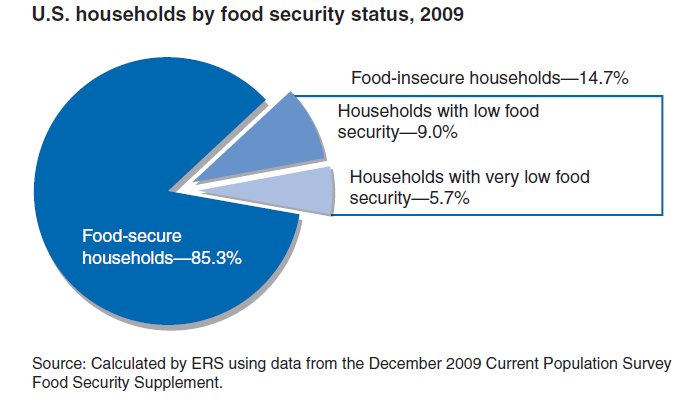 U.S. households by food security status, 2009
Food-insecure households—14.7%
Households with low food
security—9.0%
Households with very low food
security—5.7%
Food-secure
households—85.3%
Source: Calculated by ERS using data from the December 2009 Current Population Survey
Food Security Supplement.